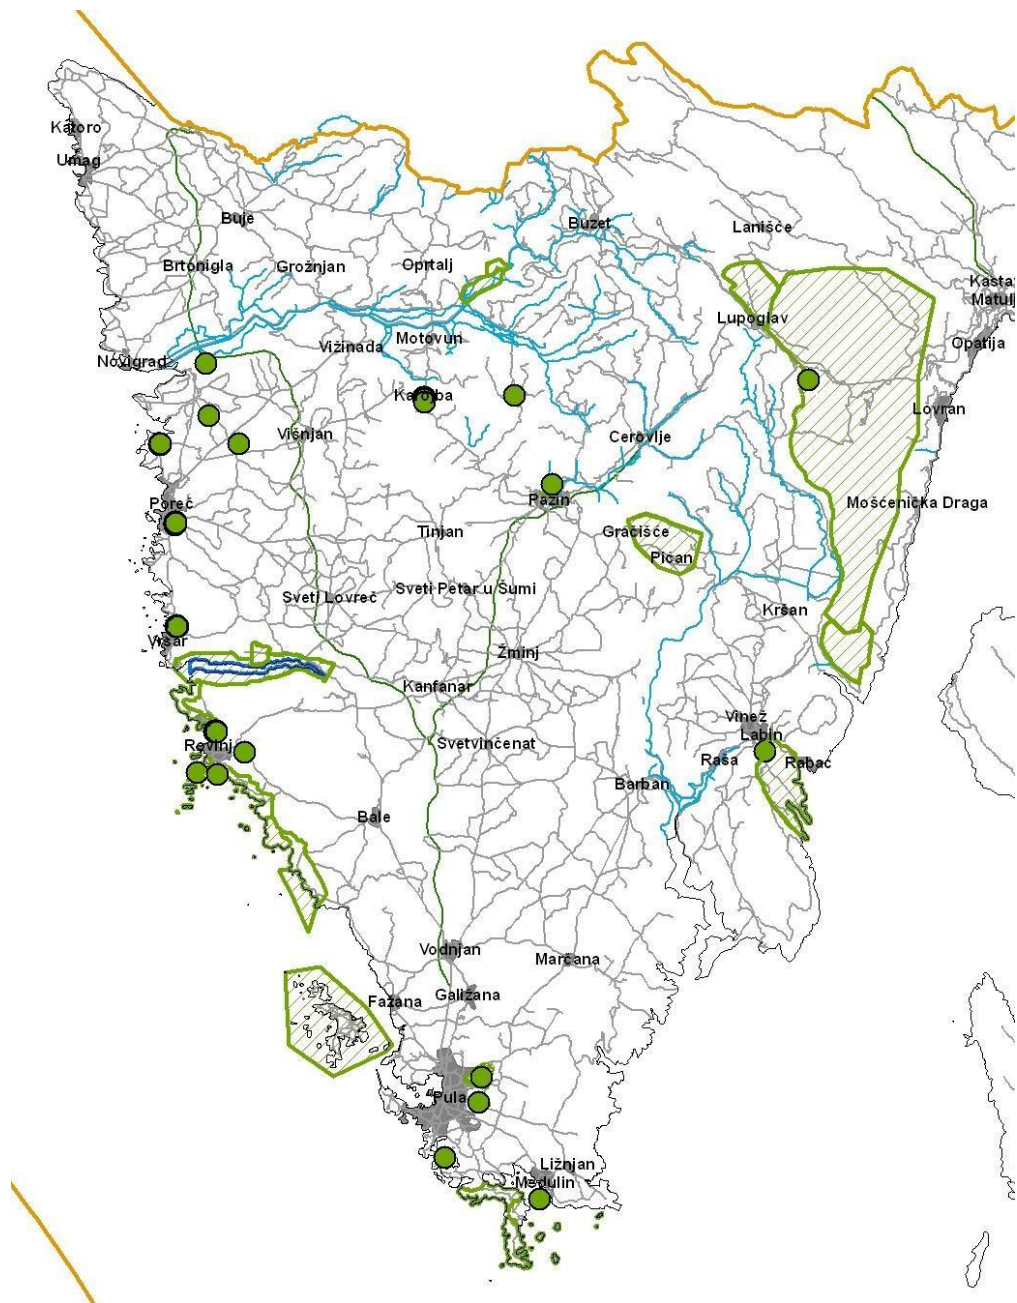 Katoro
Umag
Buje
Buzet
Lanišće
Brtonigla
Grožnjan
Oprtalj
Kastav
Matulji
Lupoglav
Opatija
Novigrad
Vižinada
Motovun
Karojba
Lovran
Višnjan
Cerovlje
Poreč
Pazin
Mošćenička Draga
Tinjan
Gračišće
Pićan
Sveti Lovreč
Sveti Petar u Šumi
Kršan
Vrsar
Žminj
Kanfanar
Vinež
Labin
Rovinj
Svetvinčenat
Raša
Rabac
Barban
Bale
Vodnjan
Marčana
Galižana
Fažana
Pula
Ližnjan
Medulin